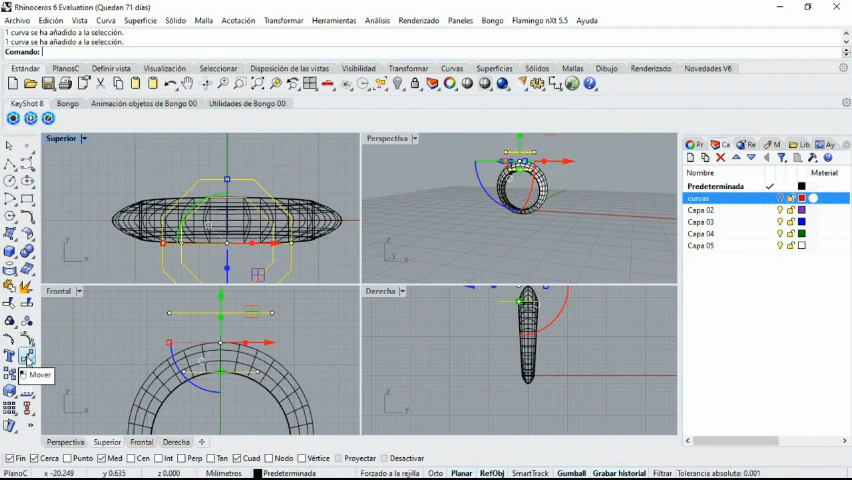 Rhinoceros 6 Evaluation (Quedan 71 días)
Archivo Edición Vista Curva Superficie Sólido Malla Acotación Transformar Herramientas Análisis Renderizado Paneles Bongo Flamingo nXt 5.5 Ayuda
1 curva se ha añadido a la selección.
1 curva se ha añadido a la selección.
Comando:
Estándar PlanosC Definir vista Visualización Seleccionar Disposición de las vistas Visibilidad Transformar Curvas Superficies Sólidos Mallas Dibujo Renderizado Novedades V6
KeyShot 8 Bongo Animación objetos de Bongo 00 Utilidades de Bongo00
Superior
Perspectiva
Pr Ca Re M Lib Ay
Nombre Material
Predeterminada
curvas
Capa 02
Capa 03
Capa 04
Capa 05
y x
z y x
Frontal
Derecha
Mover
z x
z y
Perspectiva Superior Frontal Derecha
Fin Cerca Punto Med Cen Int Perp Tan Cuad Nodo Vértice Proyectar Desactivar
PlanoC x -20.249 y 0.635 z 0.000 Milímetros Predeterminada Forzado a la rejilla Orto Planar RefObj SmartTrack Gumball Grabar historial Filtrar Tolerancia absoluta: 0.001